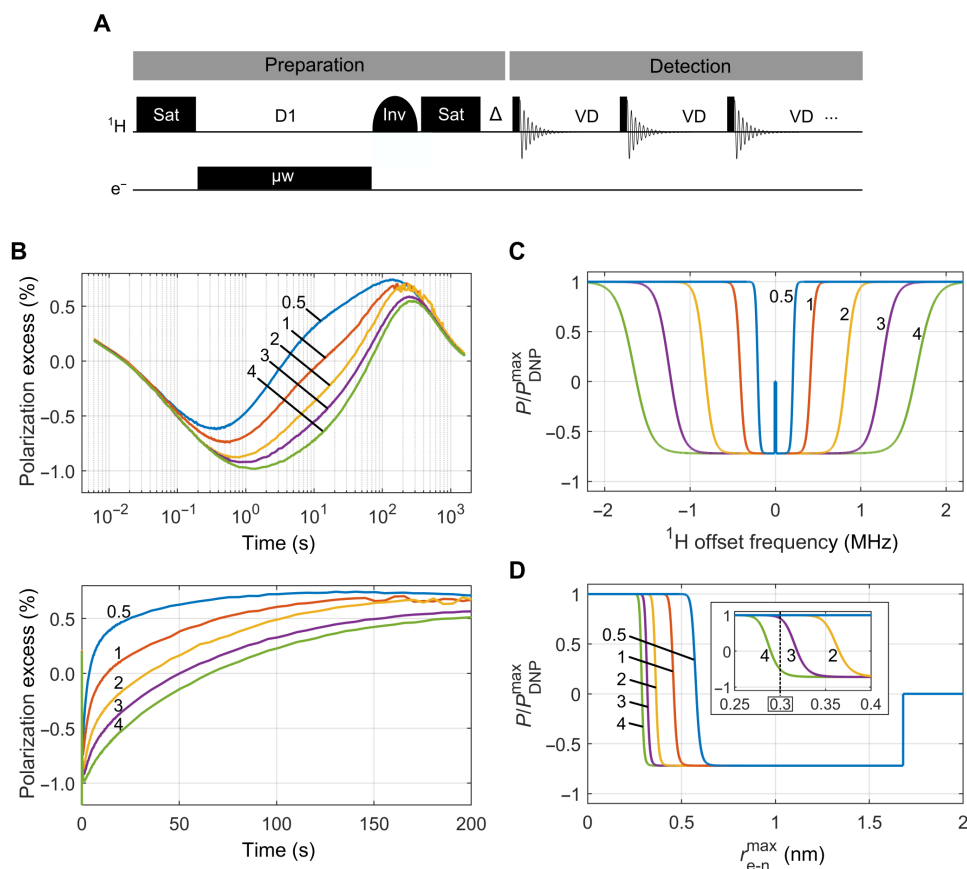 A
Preparation Detection
¹H Sat D1 Inv Sat Δ VD VD VD ...
e⁻ µw
B
Polarization excess (%)
0.5
0.0
−0.5
−1.0
0.5
1
2
3
4
10⁻² 10⁻¹ 10⁰ 10¹ 10² 10³
Time (s)
Polarization excess (%)
0.5
0.0
−0.5
−1.0
0.5
1
2
3
4
0 50 100 150 200
Time (s)
C
P/P^max_DNP
1
0.5
0
−0.5
−1
0.5 1 2 3 4
−2 −1 0 1 2
¹H offset frequency (MHz)
D
P/P^max_DNP
1
0.5
0
−0.5
−1
0.5
1
2
3
4
1
0
−1
4 3 2
0.25 0.3 0.35 0.4
0 0.5 1 1.5 2
r^max_e-n (nm)